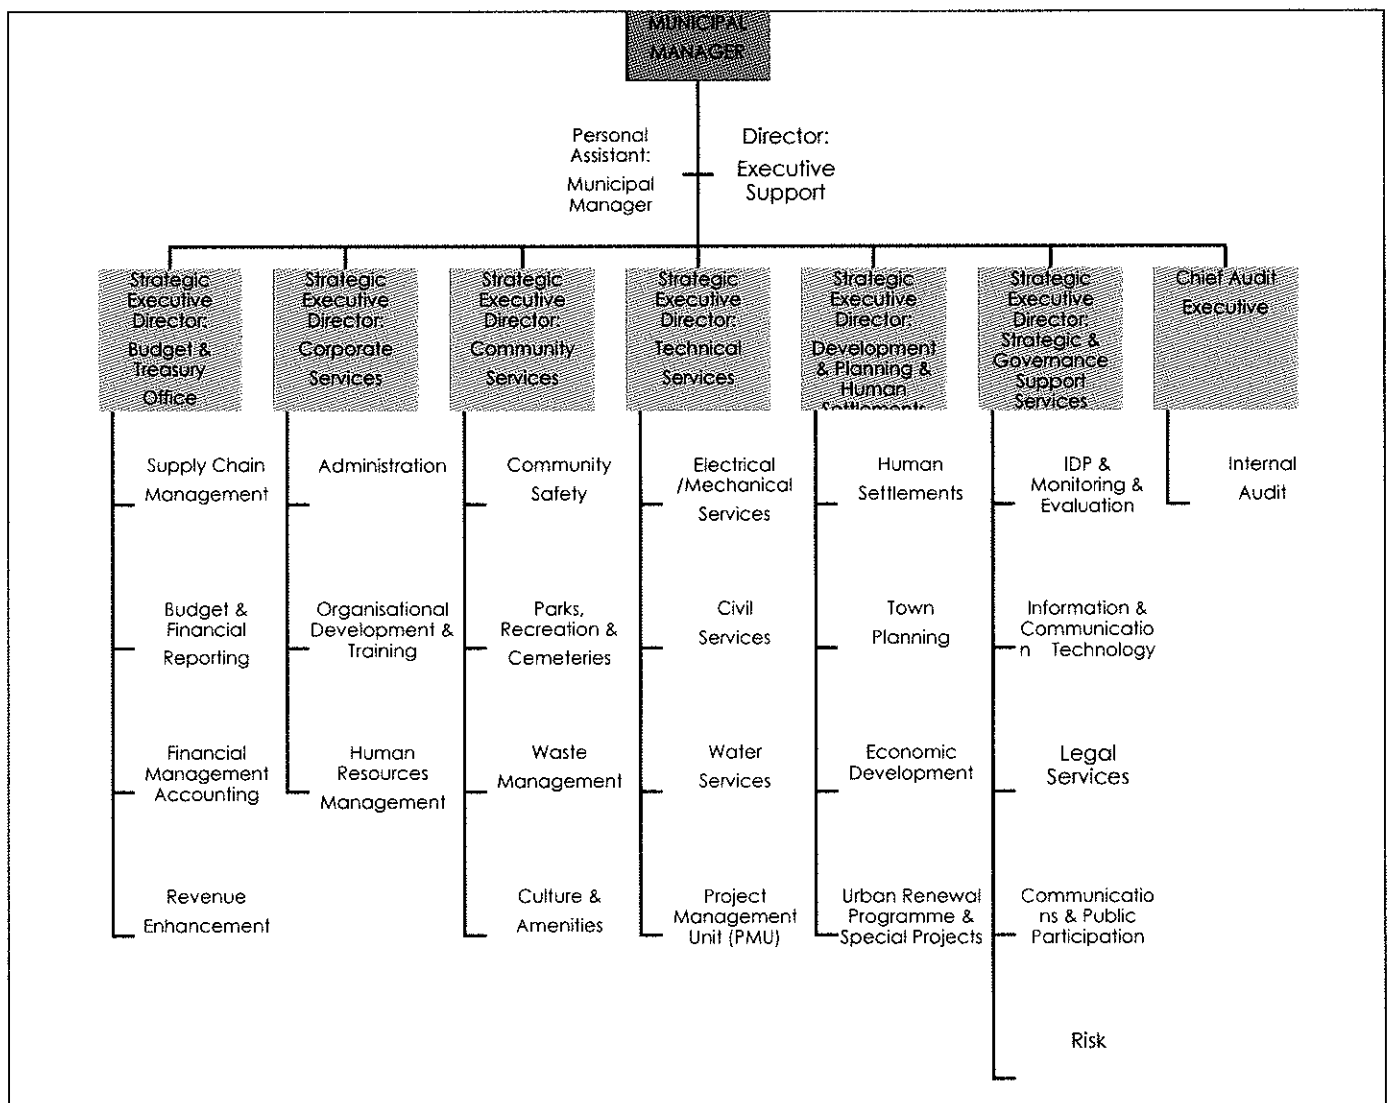 MUNICIPAL
MANAGER
Personal
Assistant:
Municipal
Manager
Director:
Executive
Support
Strategic
Executive
Director:
Budget &
Treasury
Office
Strategic
Executive
Director:
Corporate
Services
Strategic
Executive
Director:
Community
Services
Strategic
Executive
Director:
Technical
Services
Strategic
Executive
Director:
Development
& Planning &
Human
Settlements
Strategic
Executive
Director:
Strategic &
Governance
Support
Services
Chief Audit
Executive
Supply Chain
Management
Budget &
Financial
Reporting
Financial
Management
Accounting
Revenue
Enhancement
Administration
Organisational
Development &
Training
Human
Resources
Management
Community
Safety
Parks,
Recreation &
Cemeteries
Waste
Management
Culture &
Amenities
Electrical
/Mechanical
Services
Civil
Services
Water
Services
Project
Management
Unit (PMU)
Human
Settlements
Town
Planning
Economic
Development
Urban Renewal
Programme &
Special Projects
IDP &
Monitoring &
Evaluation
Information &
Communicatio
n Technology
Legal
Services
Communicatio
ns & Public
Participation
Risk
Internal
Audit